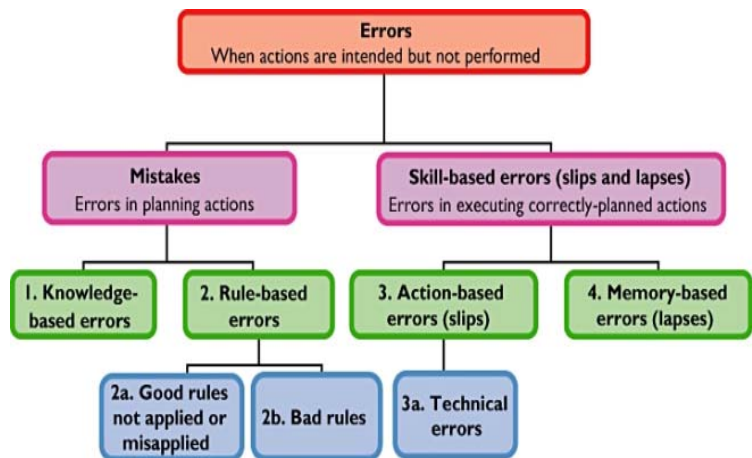 Errors
When actions are intended but not performed
Mistakes
Errors in planning actions
Skill-based errors (slips and lapses)
Errors in executing correctly-planned actions
1. Knowledge-
based errors
2. Rule-based
errors
3. Action-based
errors (slips)
4. Memory-based
errors (lapses)
2a. Good rules
not applied or
misapplied
2b. Bad rules
3a. Technical
errors